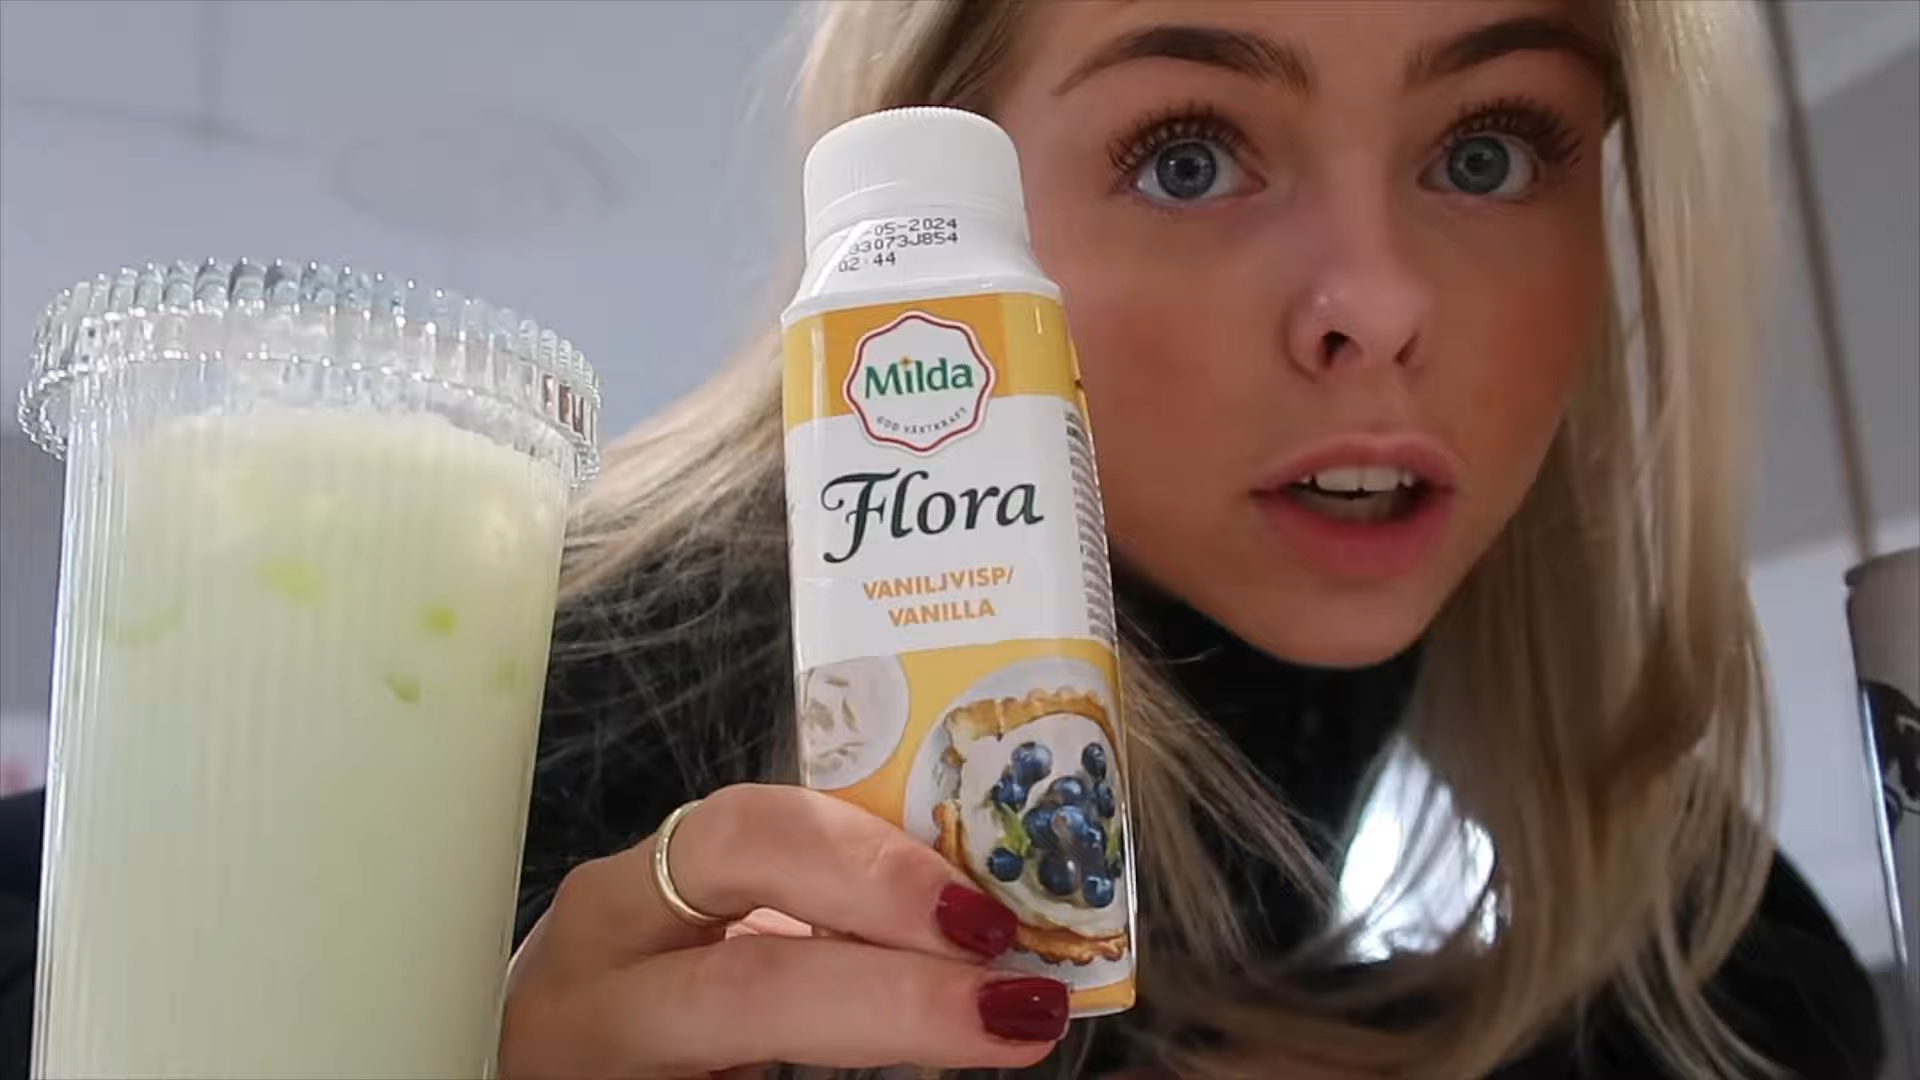 -05-2024
33073J854
02:44
Milda
GOD VÄXTKRAFT
Flora
VANILJVISP/
VANILLA